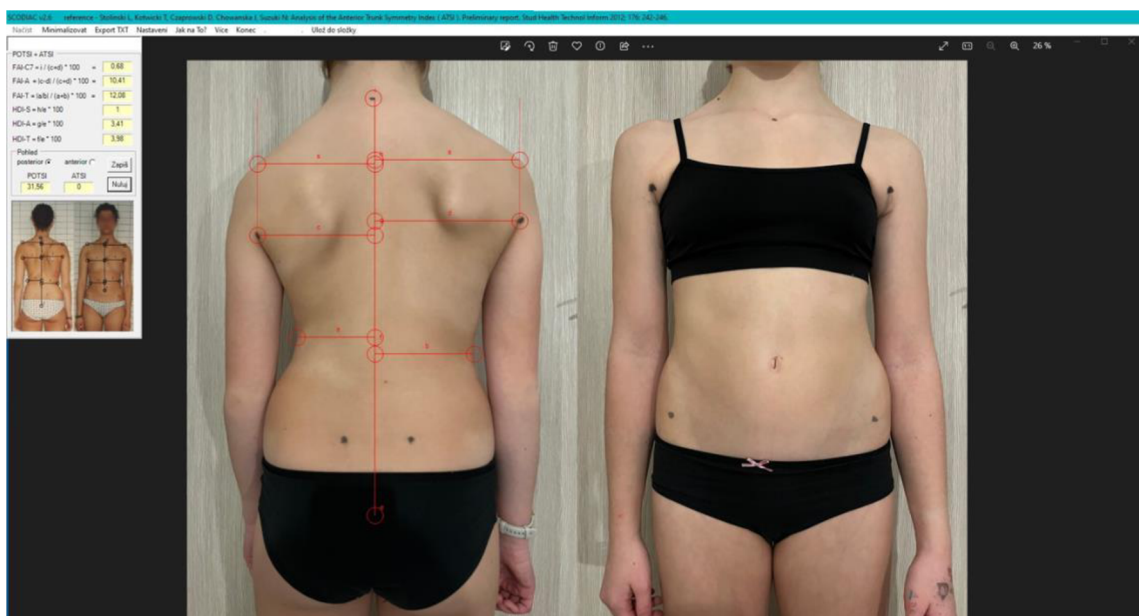 SCODIAC v2.6 reference - Stolinski L, Kotwicki T, Czaprowski D, Chowanska J, Suzuki N: Analysis of the Anterior Trunk Symmetry Index ( ATSI ). Preliminary report. Stud Health Technol Inform 2012; 176: 242-246.
Načíst Minimalizovat Export TXT Nastavení Jak na To? Více Konec . . Ulož do složky
26 %
POTSI + ATSI
FAI-C7 = i / (c+d) * 100 = 0,68
FAI-A = |c-d| / (c+d) * 100 = 10,41
FAI-T = |a-b| / (a+b) * 100 = 12,08
HDI-S = h/e * 100 1
HDI-A = g/e * 100 3,41
HDI-T = f/e * 100 3,98
Pohled
posterior anterior Zapiš
POTSI ATSI Nuluj
31,56 0